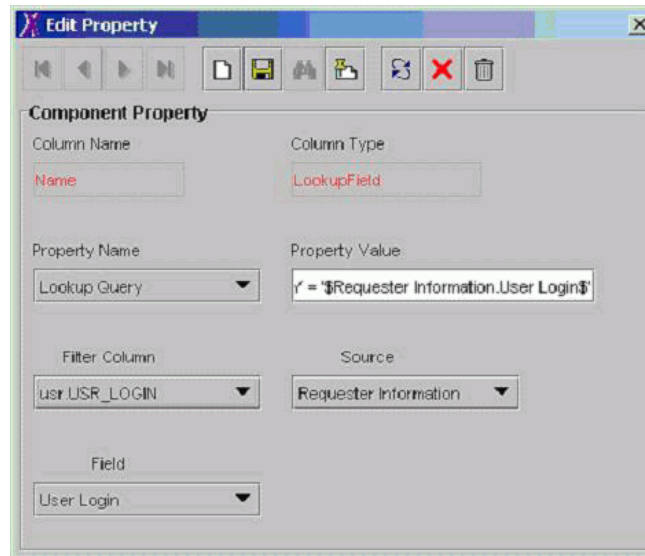 Edit Property
Component Property
Column Name Column Type
Name LookupField
Property Name Property Value
Lookup Query ' = '$Requester Information.User Login$'
Filter Column Source
usr.USR_LOGIN Requester Information
Field
User Login